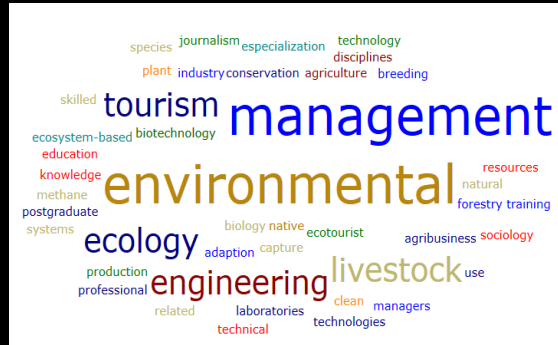 journalism especialization technology
species disciplines
plant industry conservation agriculture breeding
skilled tourism management
ecosystem-based biotechnology
education
knowledge environmental resources
methane natural
postgraduate forestry training
systems biology native
ecology adaption capture ecotourist agribusiness sociology
production engineering livestock use
professional
related laboratories clean managers
technical technologies